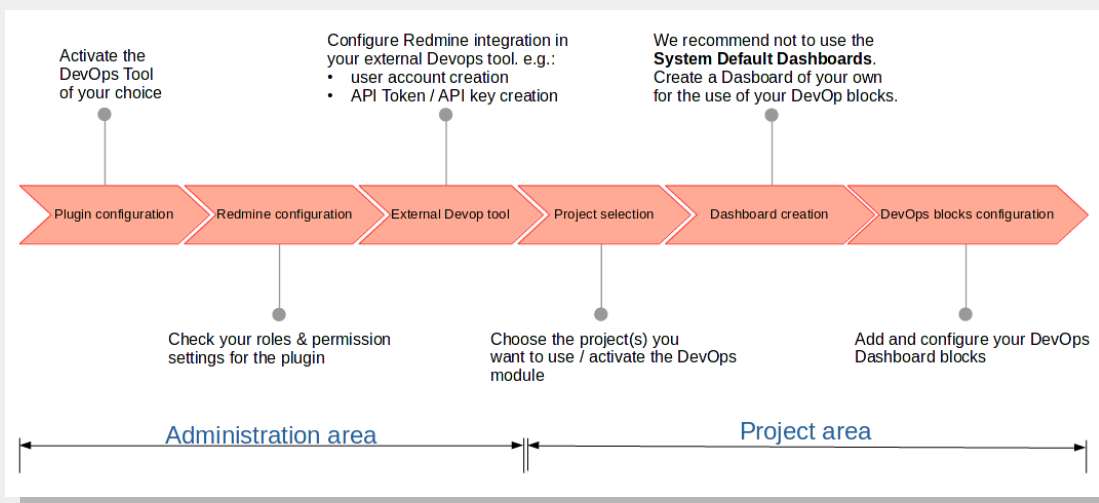 Activate the
DevOps Tool
of your choice
Configure Redmine integration in
your external Devops tool. e.g.:
• user account creation
• API Token / API key creation
We recommend not to use the
System Default Dashboards.
Create a Dasboard of your own
for the use of your DevOp blocks.
Plugin configuration
Redmine configuration
External Devop tool
Project selection
Dashboard creation
DevOps blocks configuration
Check your roles & permission
settings for the plugin
Choose the project(s) you
want to use / activate the DevOps
module
Add and configure your DevOps
Dashboard blocks
Administration area
Project area